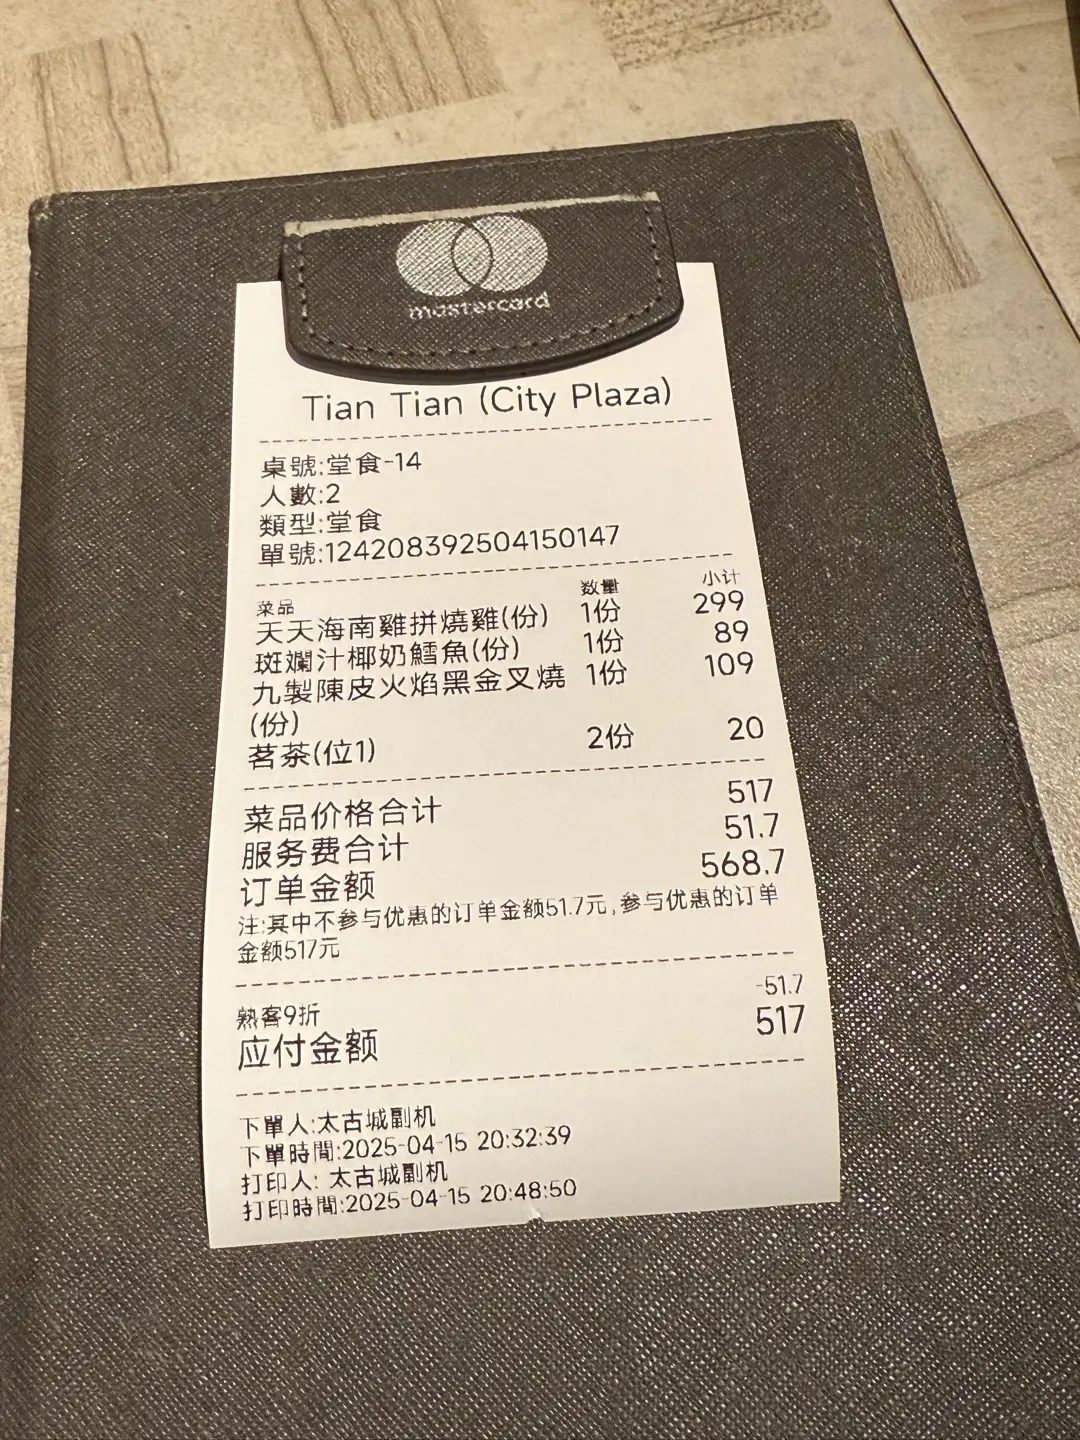 mastercard
Tian Tian (City Plaza)
桌號:堂食-14
人數:2
類型:堂食
單號:124208392504150147
菜品 数量 小计
天天海南雞拼燒雞(份) 1份 299
斑斕汁椰奶鱈魚(份) 1份 89
九製陳皮火焰黑金叉燒 1份 109
(份)
茗茶(位1) 2份 20
菜品价格合计 517
服务费合计 51.7
订单金额 568.7
注:其中不参与优惠的订单金额51.7元,参与优惠的订单
金额517元
熟客9折 -51.7
应付金额 517
下單人:太古城副机
下單時間:2025-04-15 20:32:39
打印人: 太古城副机
打印時間:2025-04-15 20:48:50